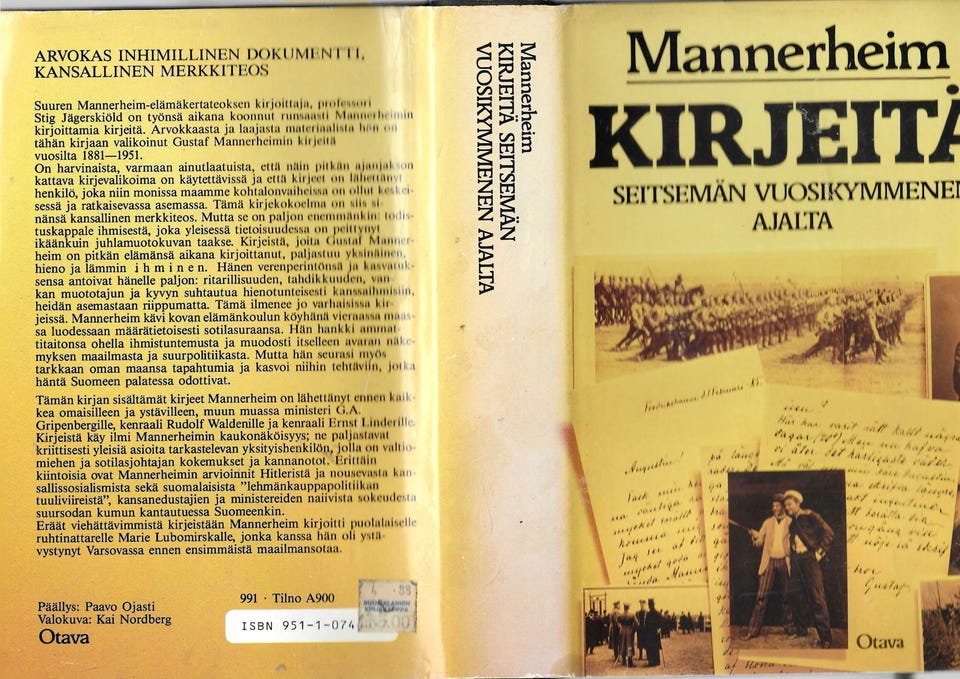 ARVOKAS INHIMILLINEN DOKUMENTTI,
KANSALLINEN MERKKITEOS
Suuren Mannerheim-elämäkertateoksen kirjoittaja, professori
Stig Jägerskiöld on työnsä aikana koonnut runsaasti Mannerheimin
kirjoittamia kirjeitä. Arvokkaasta ja laajasta materiaalista hän on
tähän kirjaan valikoinut Gustaf Mannerheimin kirjeitä
vuosilta 1881—1951.
On harvinaista, varmaan ainutlaatuista, että näin pitkän ajanjakson
kattava kirjevalikoima on käytettävissä ja että kirjeet on lähettänyt
henkilö, joka niin monissa maamme kohtalonvaiheissa on ollut keskei-
sessä ja ratkaisevassa asemassa. Tämä kirjekokoelma on siis si-
nänsä kansallinen merkkiteos. Mutta se on paljon enemmänkin: todis-
tuskappale ihmisestä, joka yleisessä tietoisuudessa on peittynyt
ikäänkuin juhlamuotokuvan taakse. Kirjeistä, joita Gustaf Manner-
heim on pitkän elämänsä aikana kirjoittanut, paljastuu yksinäinen,
hieno ja lämmin ihminen. Hänen verenperintönsä ja kasvatuk-
sensa antoivat hänelle paljon: ritarillisuuden, tahdikkuuden, van-
kan muototajun ja kyvyn suhtautua hienotunteisesti kanssaihmisiin,
heidän asemastaan riippumatta. Tämä ilmenee jo varhaisissa kir-
jeissä. Mannerheim kävi kovan elämänkoulun köyhänä vieraassa maas-
sa luodessaan määrätietoisesti sotilasuraansa. Hän hankki ammat-
titaitonsa ohella ihmistuntemusta ja muodosti itselleen avaran näke-
myksen maailmasta ja suurpolitiikasta. Mutta hän seurasi myös
tarkkaan oman maansa tapahtumia ja kasvoi niihin tehtäviin, jotka
häntä Suomeen palatessa odottivat.
Tämän kirjan sisältämät kirjeet Mannerheim on lähettänyt ennen kaik-
kea omaisilleen ja ystävilleen, muun muassa ministeri G.A.
Gripenbergille, kenraali Rudolf Waldenille ja kenraali Ernst Linderille.
Kirjeistä käy ilmi Mannerheimin kaukonäköisyys; ne paljastavat
kriittisesti yleisiä asioita tarkastelevan yksityishenkilön, jolla on valtio-
miehen ja sotilasjohtajan kokemukset ja kannanotot. Erittäin
kiintoisia ovat Mannerheimin arvioinnit Hitleristä ja nousevasta kan-
sallissosialismista sekä suomalaisista "lehmänkauppapolitiikan
tuuliviireistä", kansanedustajien ja ministereiden naiivista sokeudesta
suursodan kumun kantautuessa Suomeenkin.
Eräät viehättävimmistä kirjeistään Mannerheim kirjoitti puolalaiselle
ruhtinattarelle Marie Lubomirskalle, jonka kanssa hän oli ystä-
vystynyt Varsovassa ennen ensimmäistä maailmansotaa.
Päällys: Paavo Ojasti
Valokuva: Kai Nordberg
Otava
991 · Tilno A900
ISBN 951-1-074
4 -88
SUOMALAINEN
KIRJAKAUPPA
Mannerheim
KIRJEITÄ SEITSEMÄN
VUOSIKYMMENEN AJALTA
Mannerheim
KIRJEITÄ
SEITSEMÄN VUOSIKYMMENEN
AJALTA
Augustus!
Gustaf
Otava